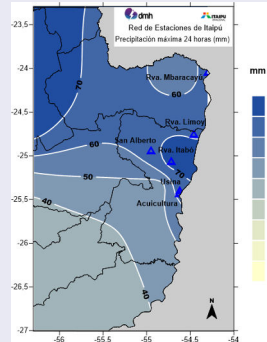 dmh ITAIPU
Red de Estaciones de Itaipú
Precipitación máxima 24 horas (mm)
mm
-23
-23.5
-24
-24.5
-25
-25.5
-26
-26.5
-27
-56
-55.5
-55
-54.5
-54
Rva. Mbaracayú
Rva. Limoy
San Alberto
Rva. Itabó
Usina
Acuicultura
70
60
60
50
70
40
40
N